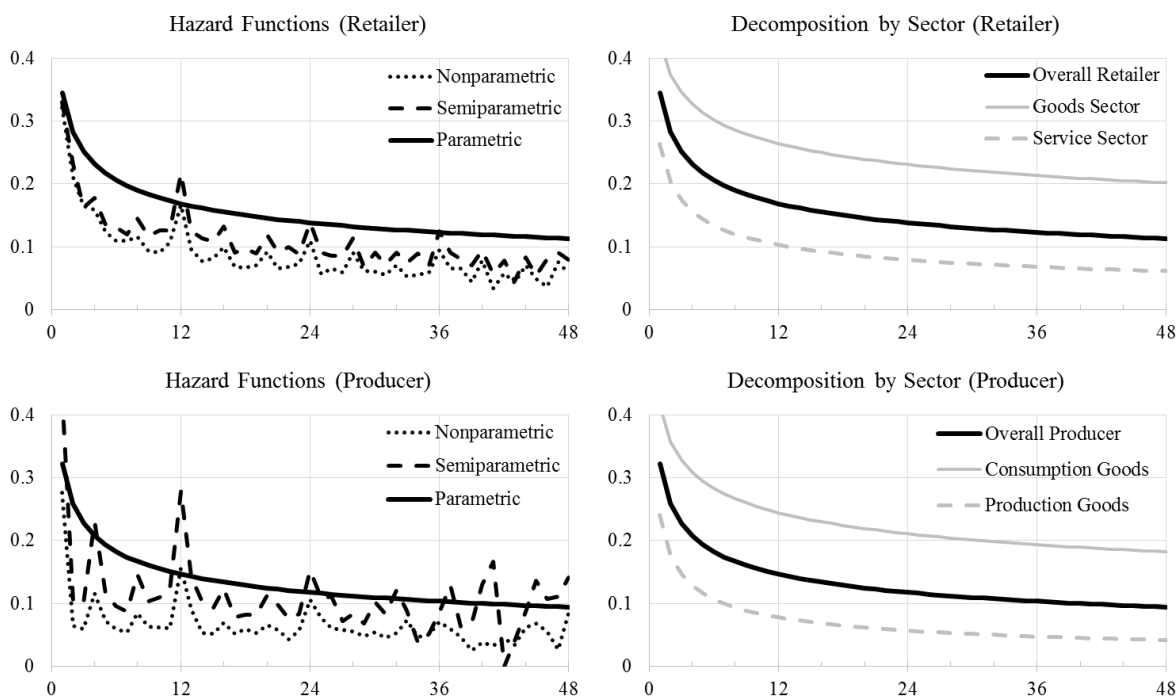 Hazard Functions (Retailer)
0.4
0.3
0.2
0.1
0
0 12 24 36 48
Nonparametric
Semiparametric
Parametric
Decomposition by Sector (Retailer)
0.4
0.3
0.2
0.1
0
0 12 24 36 48
Overall Retailer
Goods Sector
Service Sector
Hazard Functions (Producer)
0.4
0.3
0.2
0.1
0
0 12 24 36 48
Nonparametric
Semiparametric
Parametric
Decomposition by Sector (Producer)
0.4
0.3
0.2
0.1
0
0 12 24 36 48
Overall Producer
Consumption Goods
Production Goods